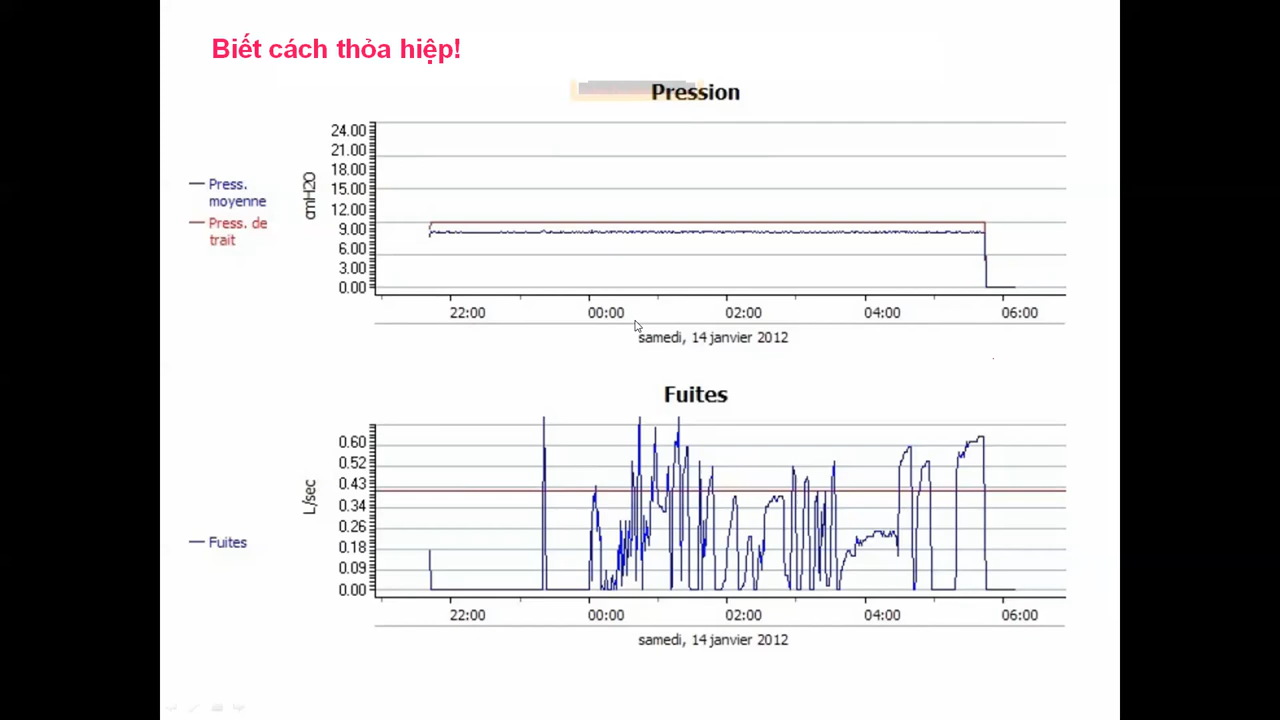 Biết cách thỏa hiệp!
Pression
24.00
21.00
18.00
15.00
12.00
9.00
6.00
3.00
0.00
cmH2O
Press.
moyenne
Press. de
trait
22:00 00:00 02:00 04:00 06:00
samedi, 14 janvier 2012
Fuites
0.60
0.52
0.43
0.34
0.26
0.18
0.09
0.00
L/sec
Fuites
22:00 00:00 02:00 04:00 06:00
samedi, 14 janvier 2012